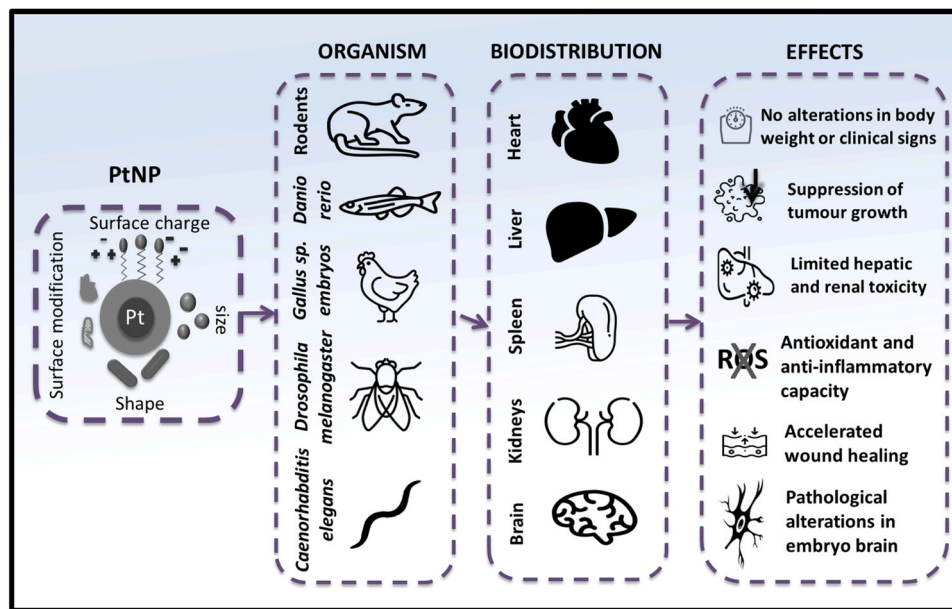 ORGANISM
BIODISTRIBUTION
EFFECTS
PtNP
Surface charge
Surface modification
Pt
size
Shape
Rodents
Danio
rerio
Gallus sp.
embryos
Drosophila
melanogaster
Caenorhabditis
elegans
Heart
Liver
Spleen
Kidneys
Brain
No alterations in body
weight or clinical signs
Suppression of
tumour growth
Limited hepatic
and renal toxicity
ROS
Antioxidant and
anti-inflammatory
capacity
Accelerated
wound healing
Pathological
alterations in
embryo brain